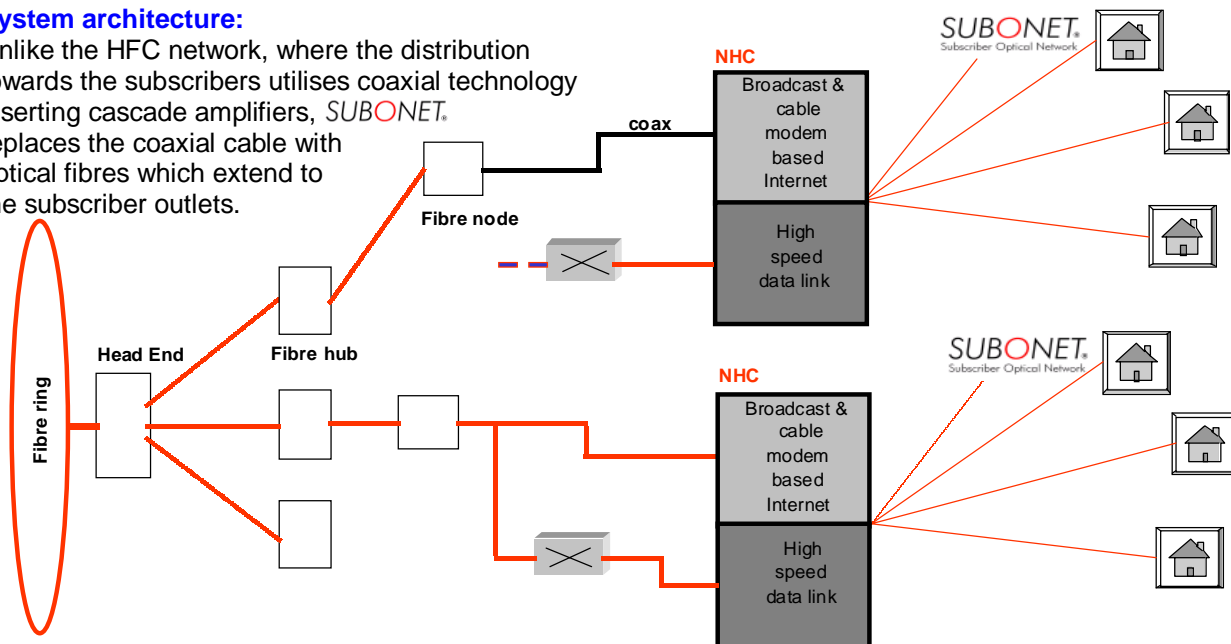 ystem architecture:
nlike the HFC network, where the distribution
owards the subscribers utilises coaxial technology
serting cascade amplifiers, SUBONET®
eplaces the coaxial cable with
otical fibres which extend to
ne subscriber outlets.
SUBONET®
Subscriber Optical Network
NHC
Broadcast &
cable
modem
based
Internet
High
speed
data link
coax
Fibre node
Fibre hub
Head End
Fibre ring
SUBONET®
Subscriber Optical Network
NHC
Broadcast &
cable
modem
based
Internet
High
speed
data link